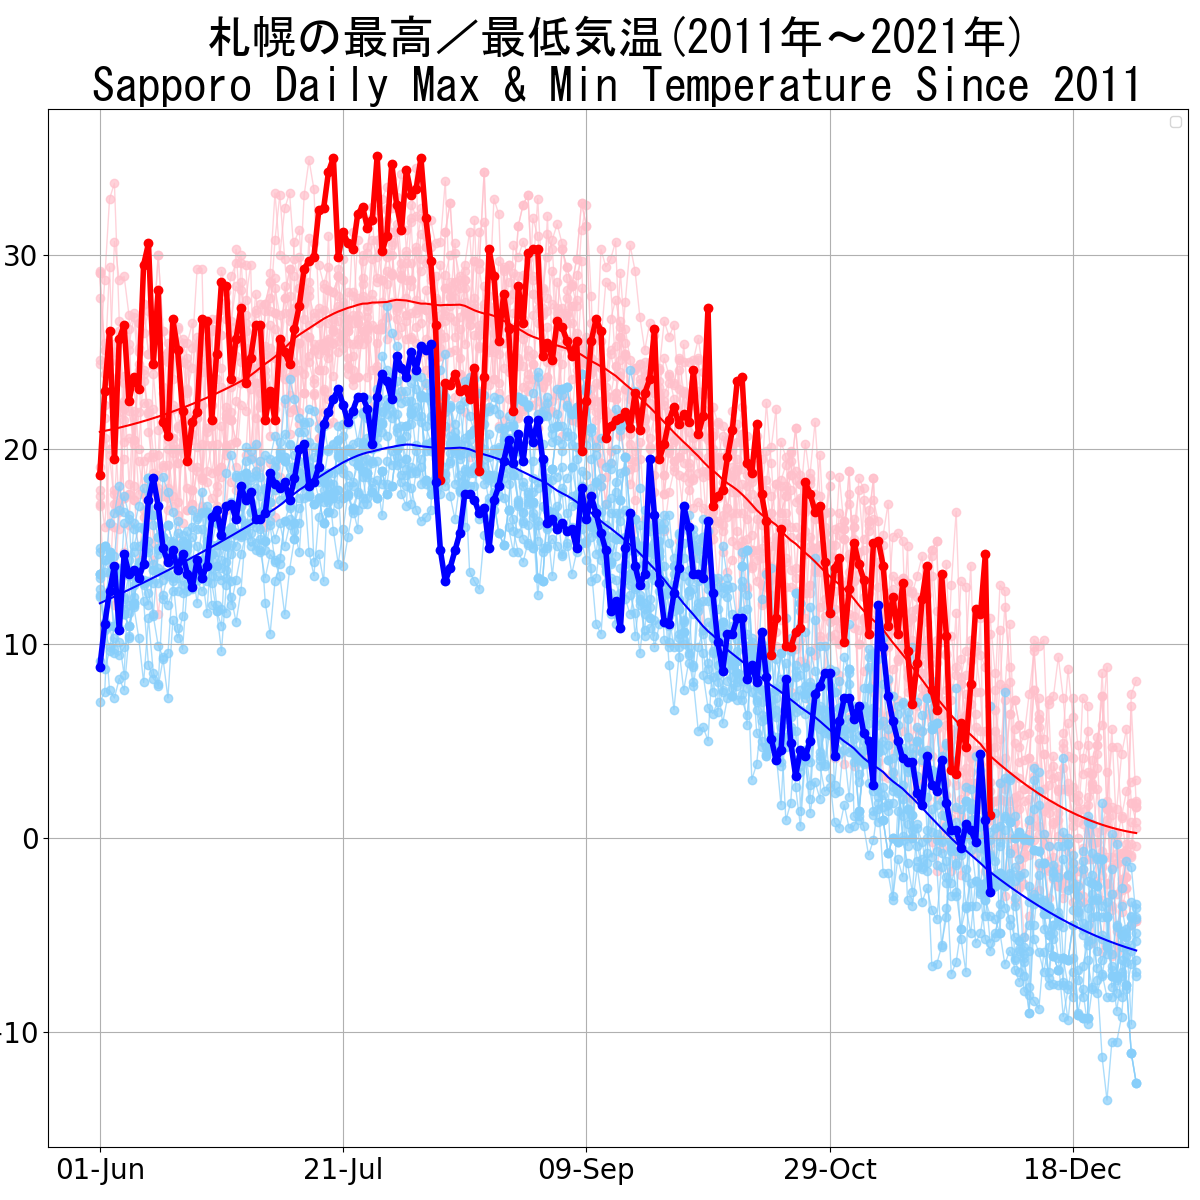 札幌の最高／最低気温(2011年〜2021年)
Sapporo Daily Max & Min Temperature Since 2011
30
20
10
0
-10
01-Jun 21-Jul 09-Sep 29-Oct 18-Dec